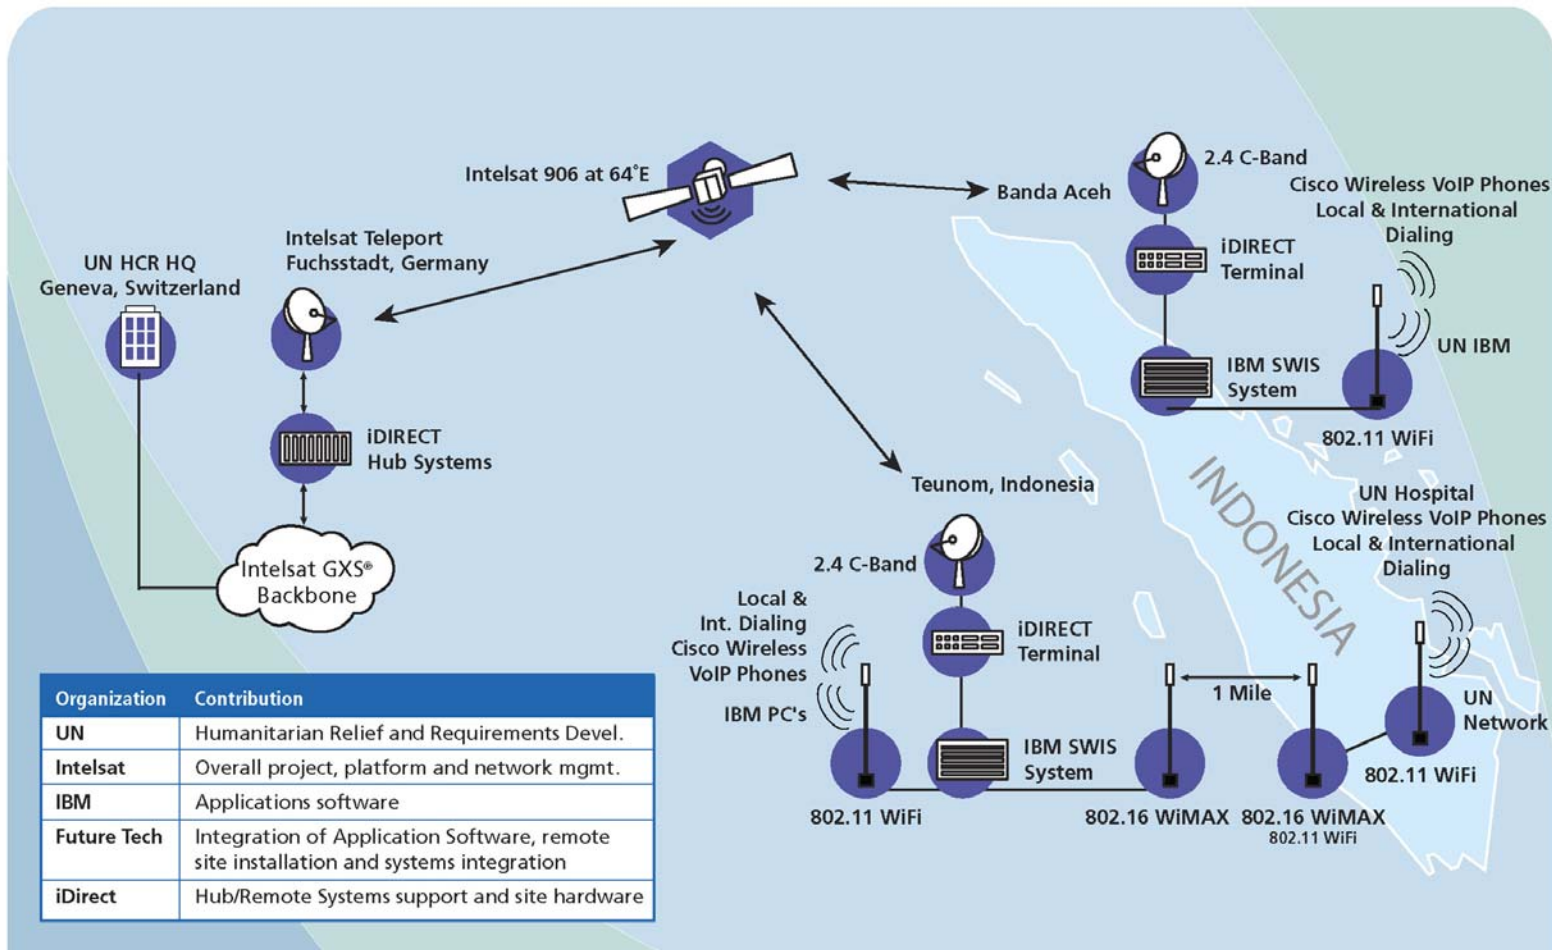 Intelsat 906 at 64°E
2.4 C-Band
Banda Aceh
Cisco Wireless VoIP Phones
Local & International
Dialing
iDIRECT
Terminal
UN IBM
IBM SWIS
System
802.11 WiFi
Intelsat Teleport
Fuchsstadt, Germany
UN HCR HQ
Geneva, Switzerland
iDIRECT
Hub Systems
Intelsat GXS®
Backbone
INDONESIA
Teunom, Indonesia
2.4 C-Band
Local &
Int. Dialing
Cisco Wireless
VoIP Phones
IBM PC's
iDIRECT
Terminal
IBM SWIS
System
802.11 WiFi
802.16 WiMAX
1 Mile
802.16 WiMAX
802.11 WiFi
UN Hospital
Cisco Wireless VoIP Phones
Local & International
Dialing
UN
Network
802.11 WiFi
Organization Contribution
UN Humanitarian Relief and Requirements Devel.
Intelsat Overall project, platform and network mgmt.
IBM Applications software
Future Tech Integration of Application Software, remote
site installation and systems integration
iDirect Hub/Remote Systems support and site hardware